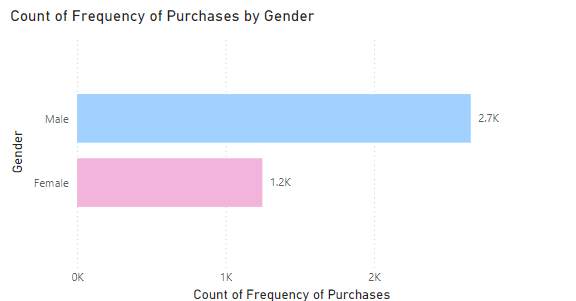 Count of Frequency of Purchases by Gender
Gender
Male
2.7K
Female
1.2K
0K
1K
2K
Count of Frequency of Purchases